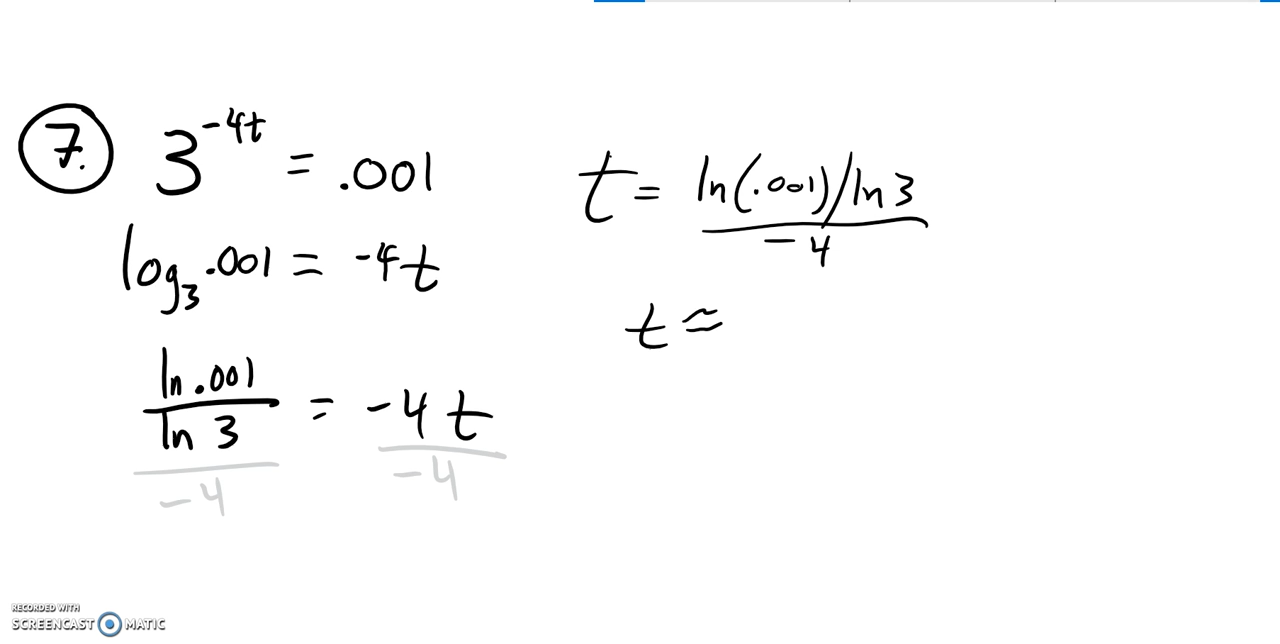 7.
3^{-4t} = .001
log_3 .001 = -4t
ln .001 / ln 3 = -4t
-4 -4
t = ln(.001)/ln 3
-4
t ≈
RECORDED WITH
SCREENCAST MATIC